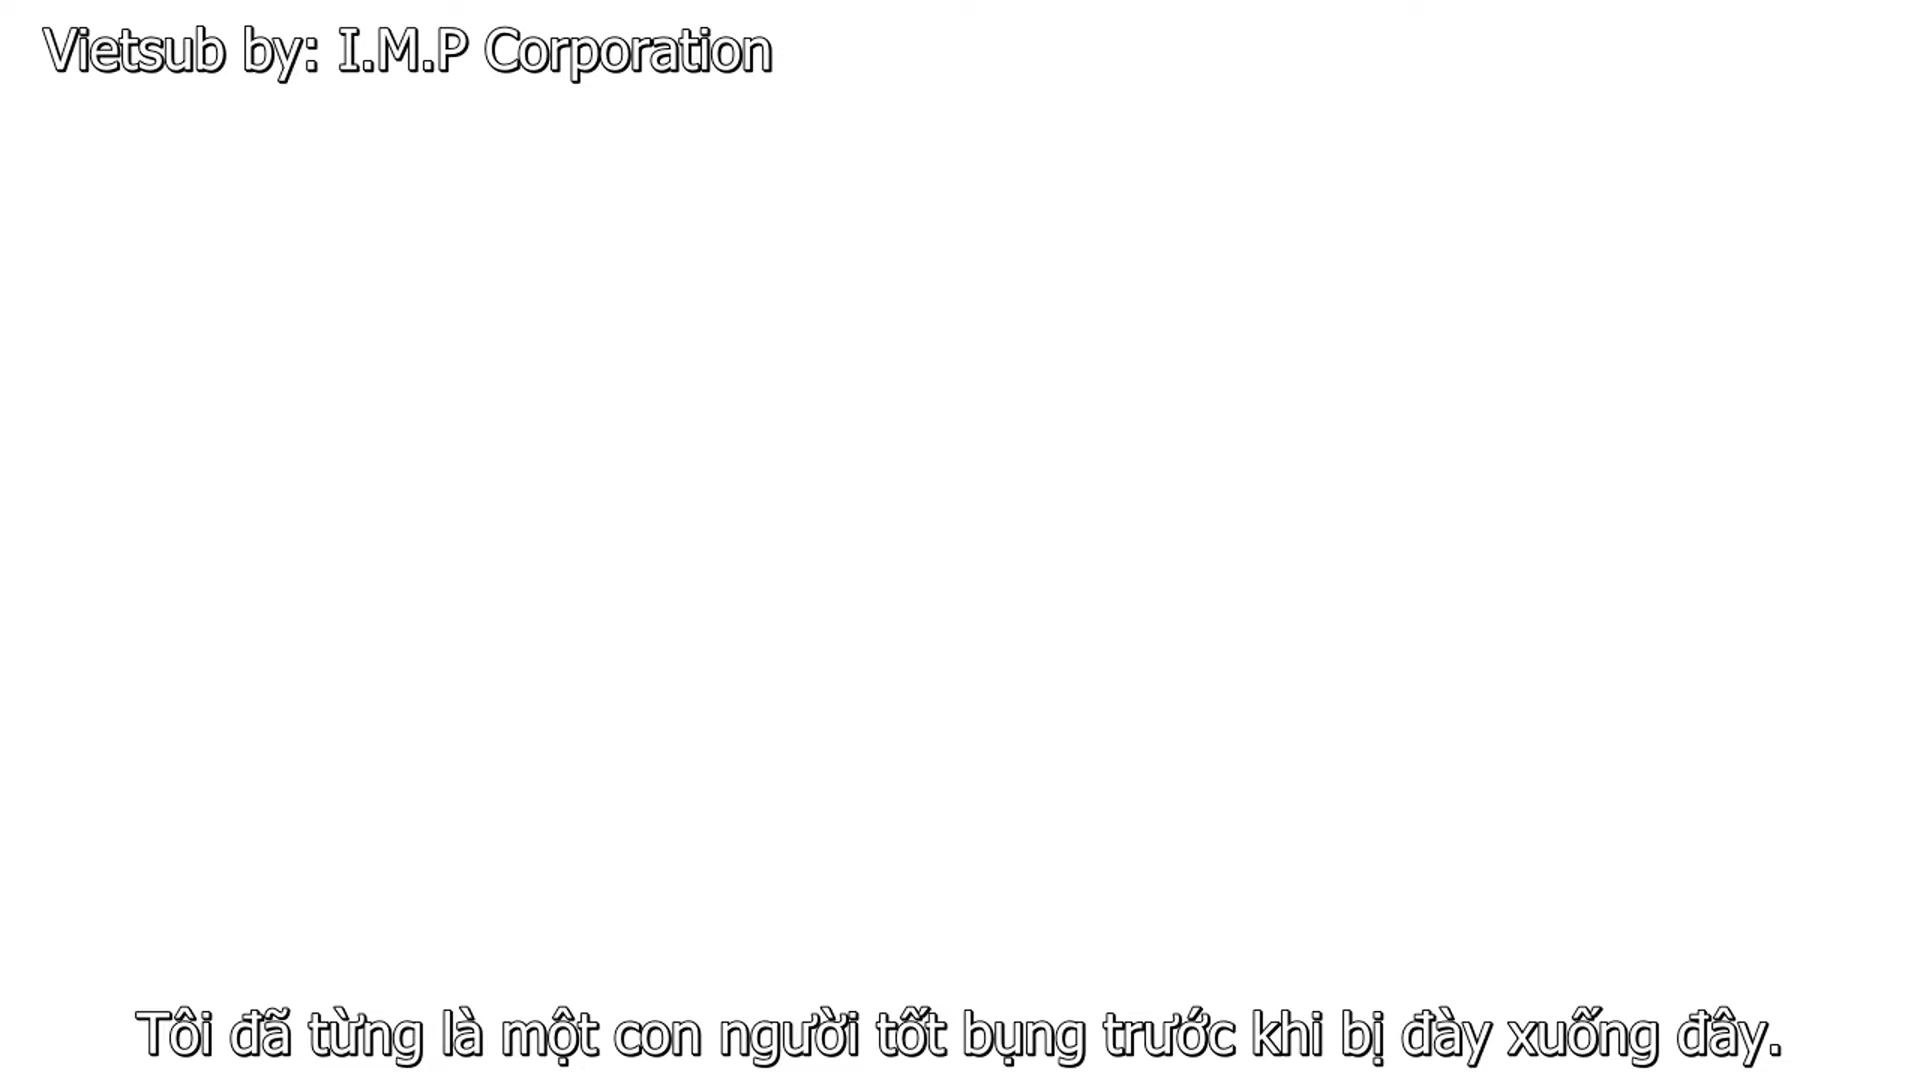 Vietsub by: I.M.P Corporation
Tôi đã từng là một con người tốt bụng trước khi bị đày xuống đây.